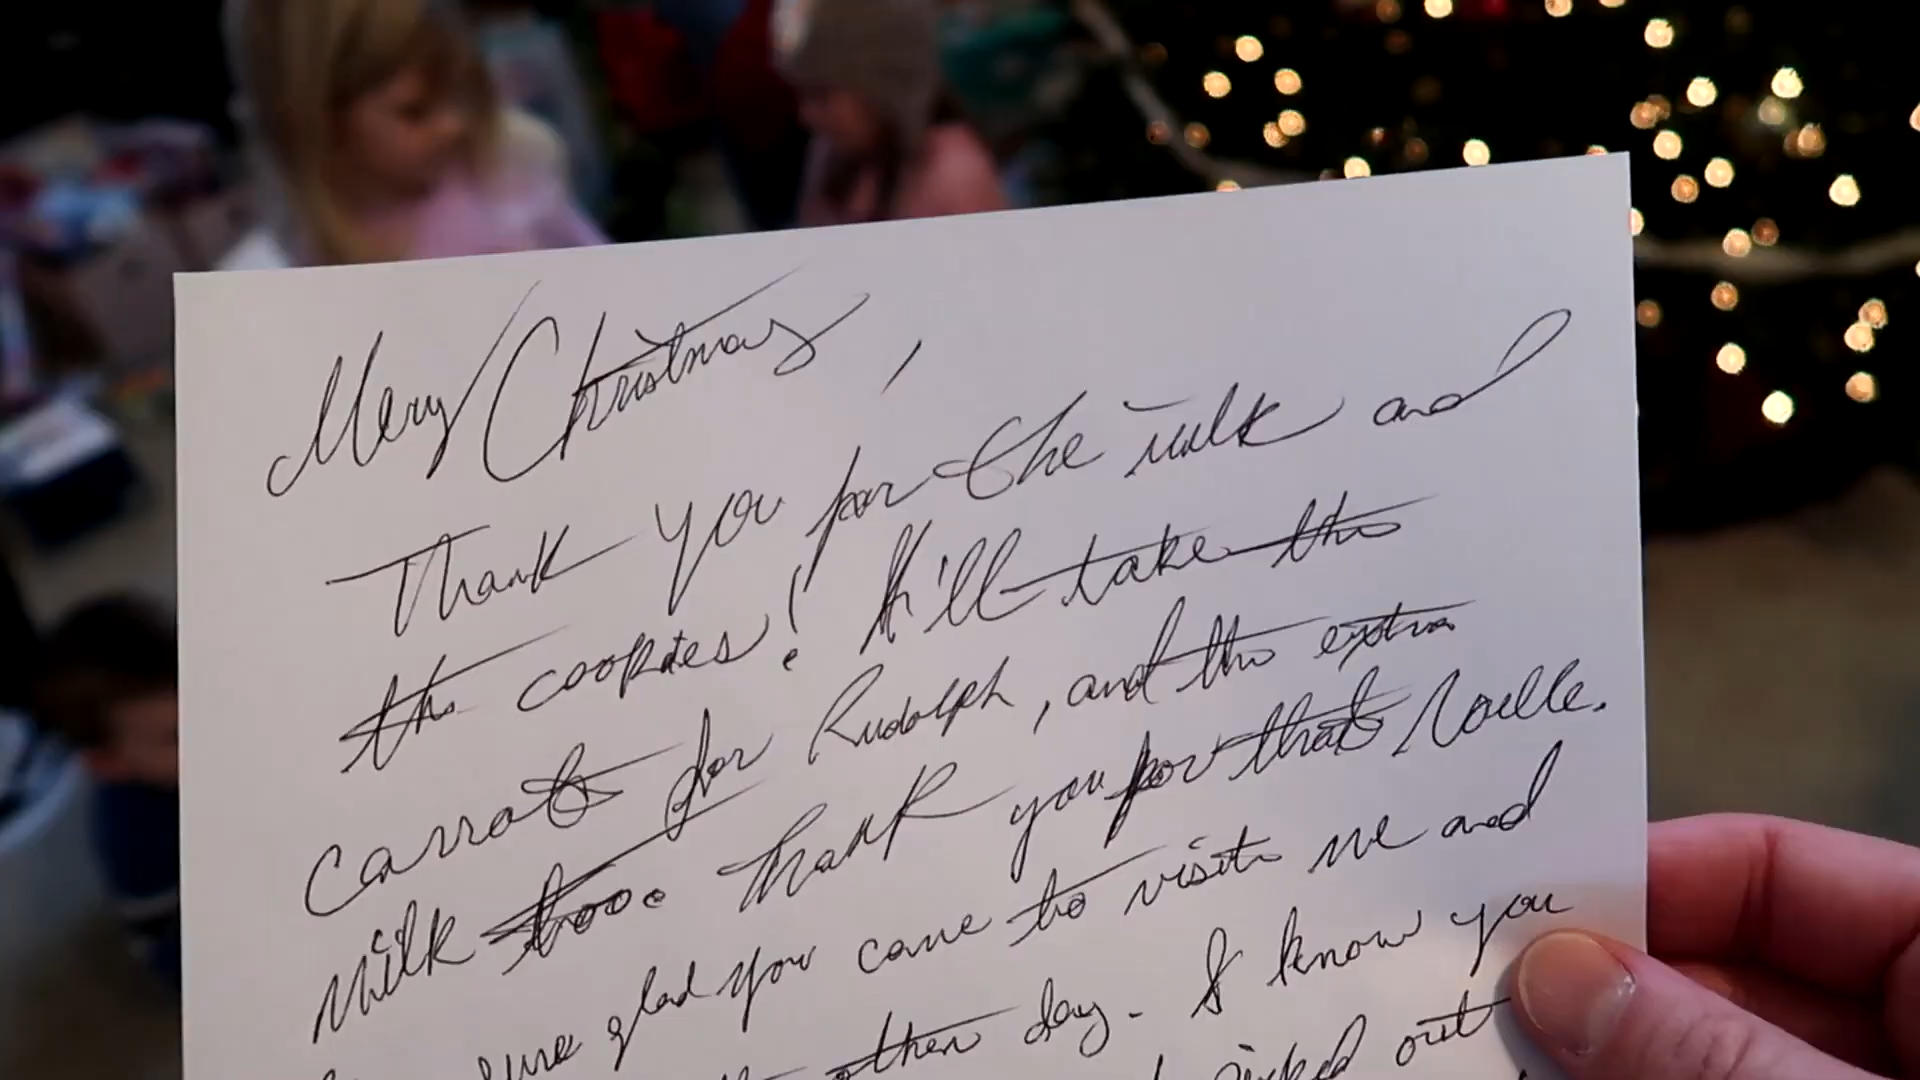 Merry Christmas,
Thank you for the milk and
the cookies! I'll take the
carrots for Rudolph, and the extra
milk too. Thank you for that Noelle.
sure glad you came to visit me and
other day. I know you
picked out